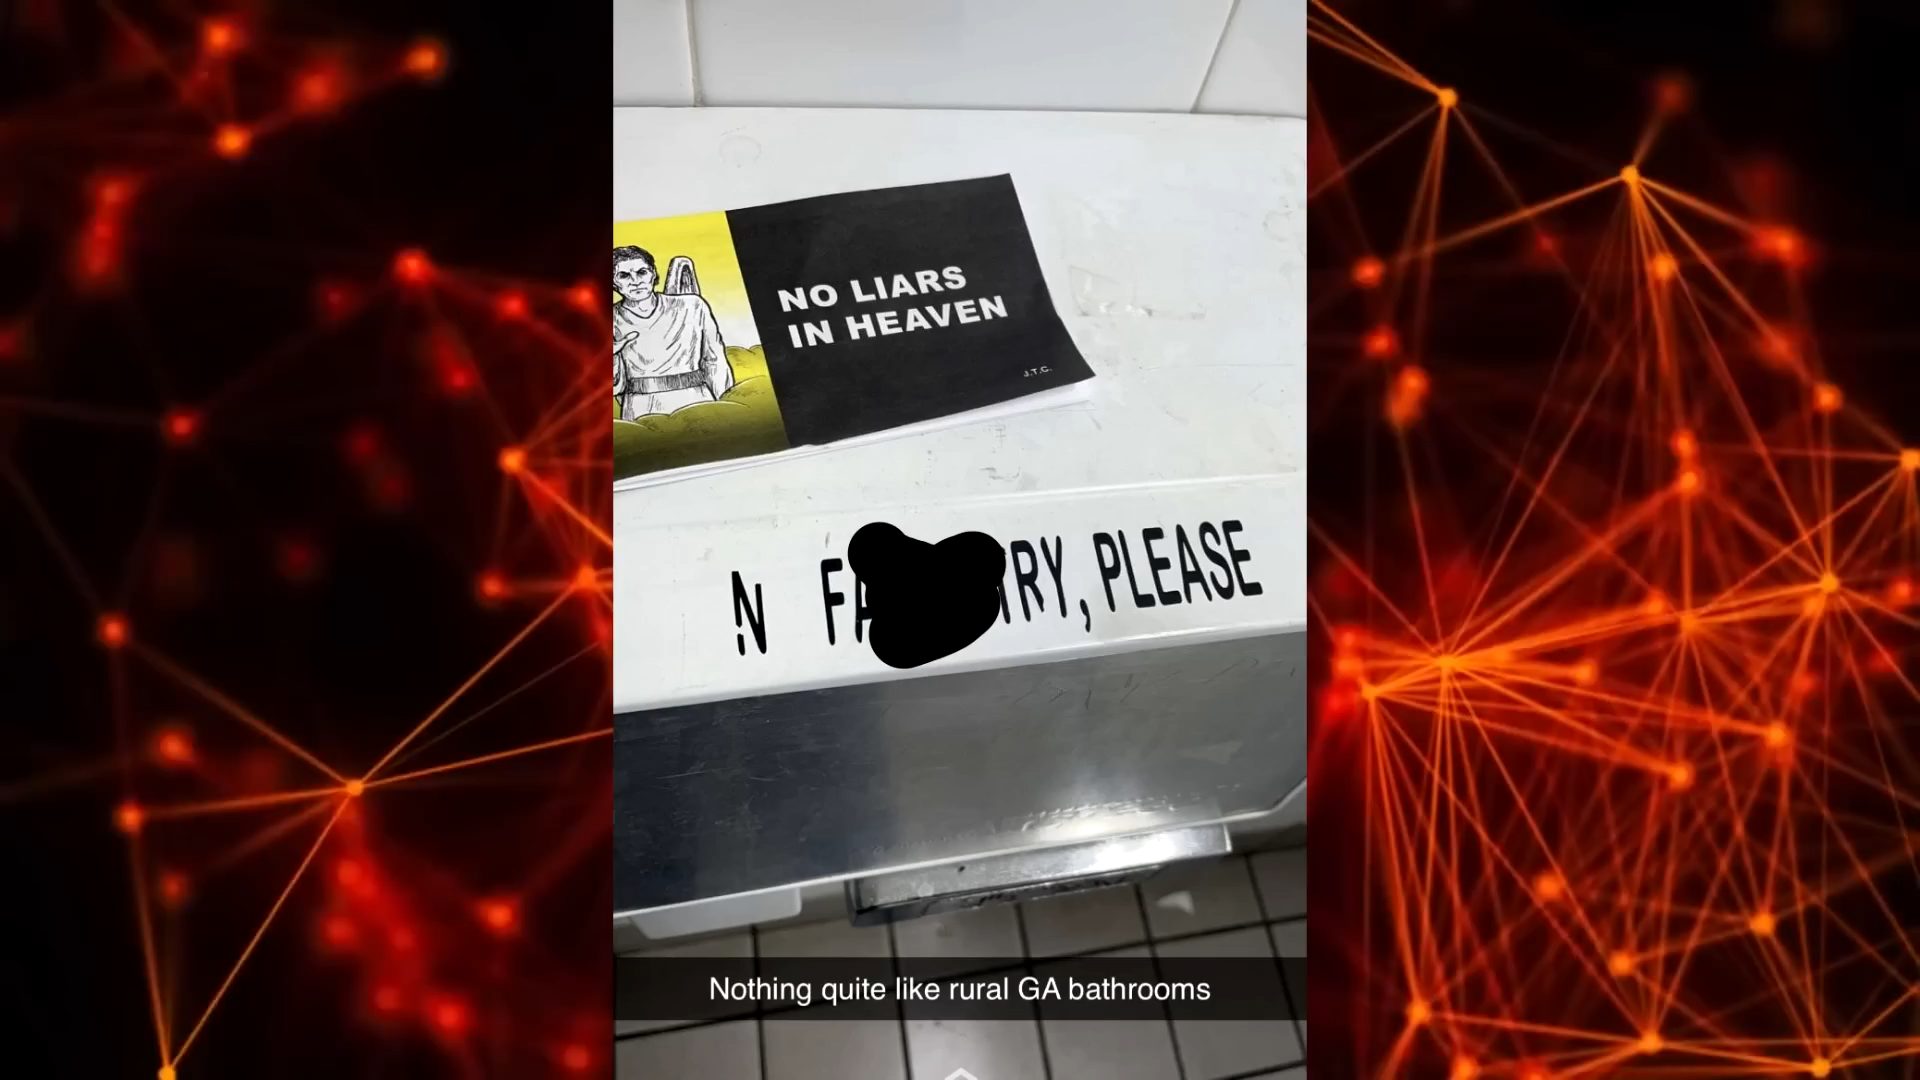 NO LIARS
IN HEAVEN
J.T.C.
PLEASE
Nothing quite like rural GA bathrooms